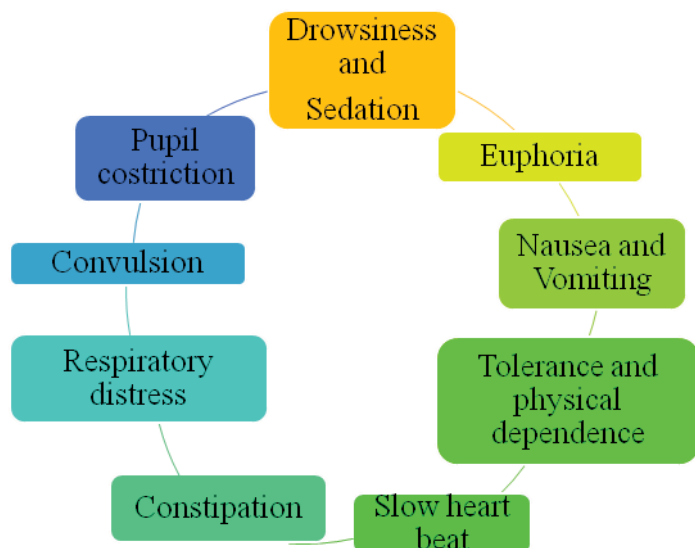 Drowsiness
and
Sedation
Euphoria
Nausea and
Vomiting
Tolerance and
physical
dependence
Slow heart
beat
Constipation
Respiratory
distress
Convulsion
Pupil
costriction